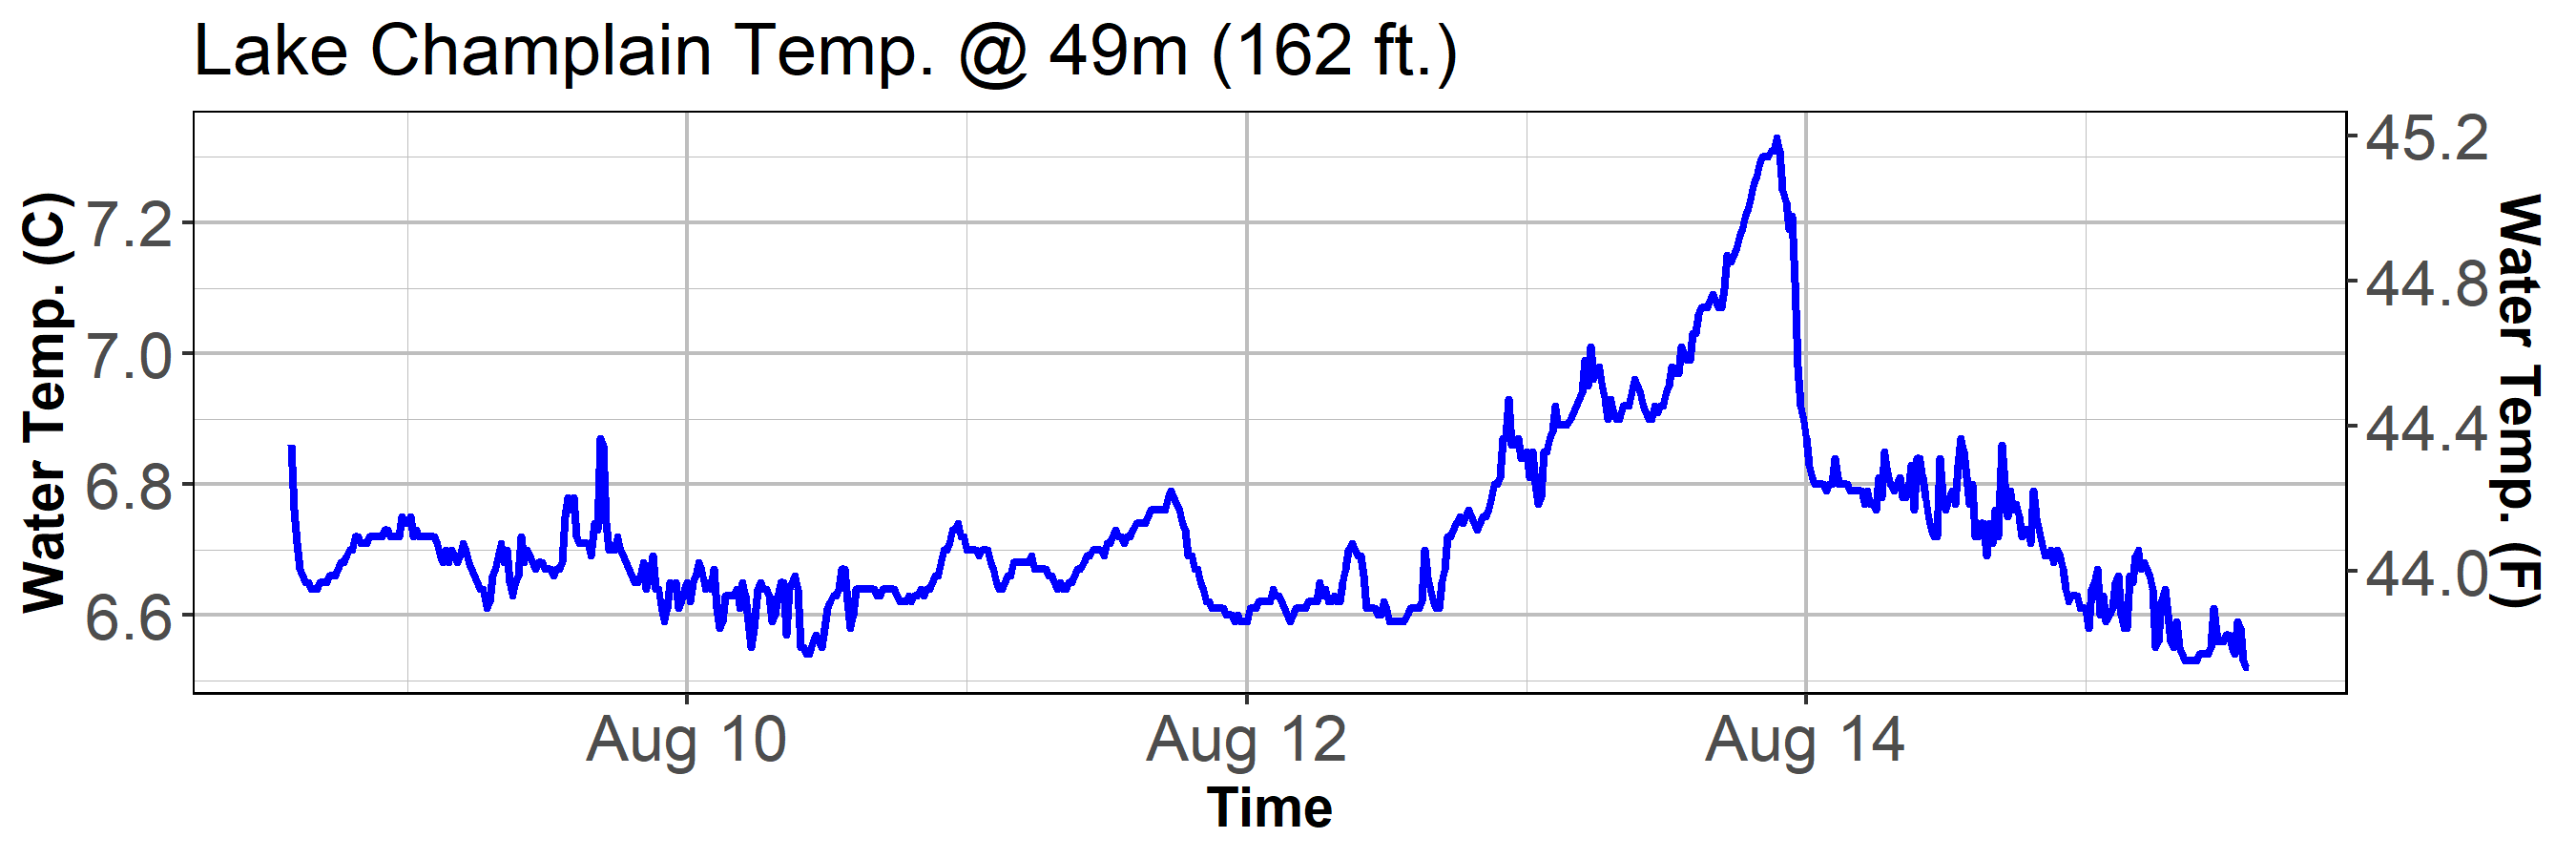 Lake Champlain Temp. @ 49m (162 ft.)
Water Temp. (C)
7.2
7.0
6.8
6.6
45.2
44.8
44.4
44.0
Water Temp. (F)
Aug 10
Aug 12
Aug 14
Time